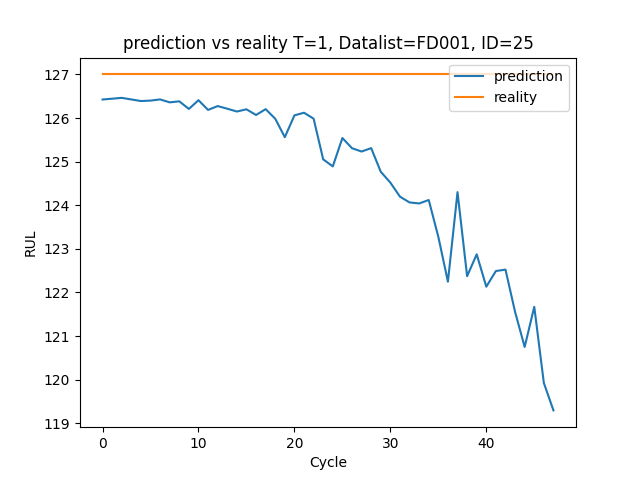 prediction vs reality T=1, Datalist=FD001, ID=25
prediction
reality
RUL
127
126
125
124
123
122
121
120
119
0 10 20 30 40
Cycle